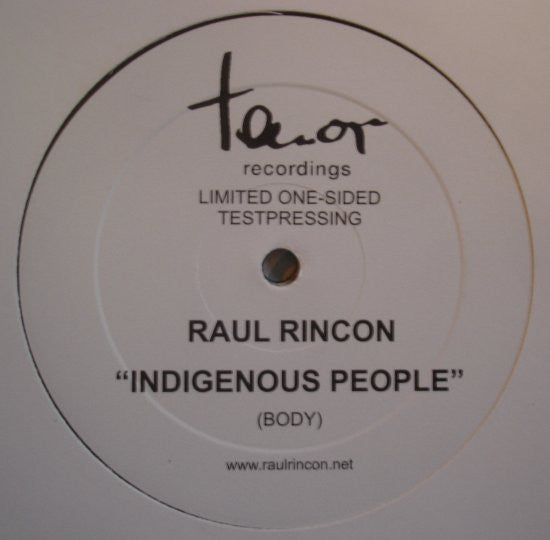 tenor
recordings
LIMITED ONE-SIDED
TESTPRESSING
RAUL RINCON
“INDIGENOUS PEOPLE”
(BODY)
www.raulrincon.net